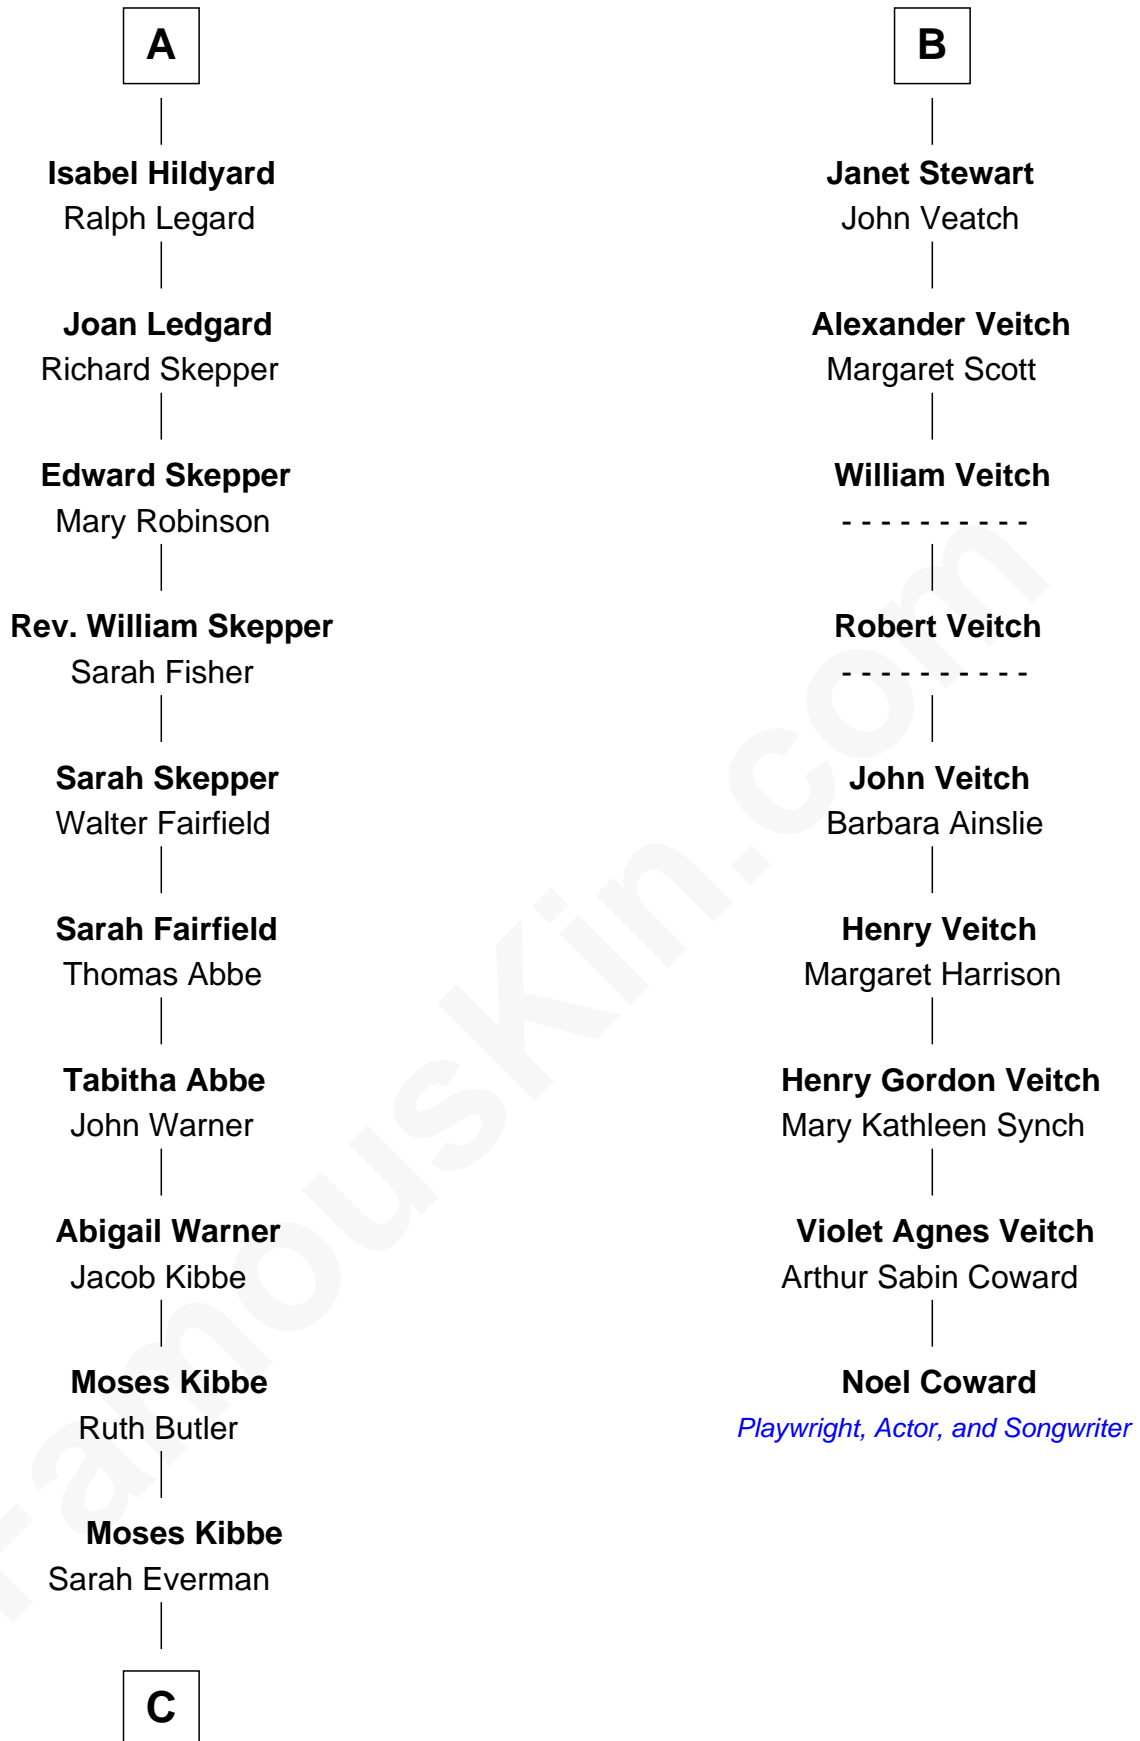 A
Isabel Hildyard
Ralph Legard
Joan Ledgard
Richard Skepper
Edward Skepper
Mary Robinson
Rev. William Skepper
Sarah Fisher
Sarah Skepper
Walter Fairfield
Sarah Fairfield
Thomas Abbe
Tabitha Abbe
John Warner
Abigail Warner
Jacob Kibbe
Moses Kibbe
Ruth Butler
Moses Kibbe
Sarah Everman
C
B
Janet Stewart
John Veatch
Alexander Veitch
Margaret Scott
William Veitch
- - - - - - - - - -
Robert Veitch
- - - - - - - - - -
John Veitch
Barbara Ainslie
Henry Veitch
Margaret Harrison
Henry Gordon Veitch
Mary Kathleen Synch
Violet Agnes Veitch
Arthur Sabin Coward
Noel Coward
Playwright, Actor, and Songwriter
FamousKin.com